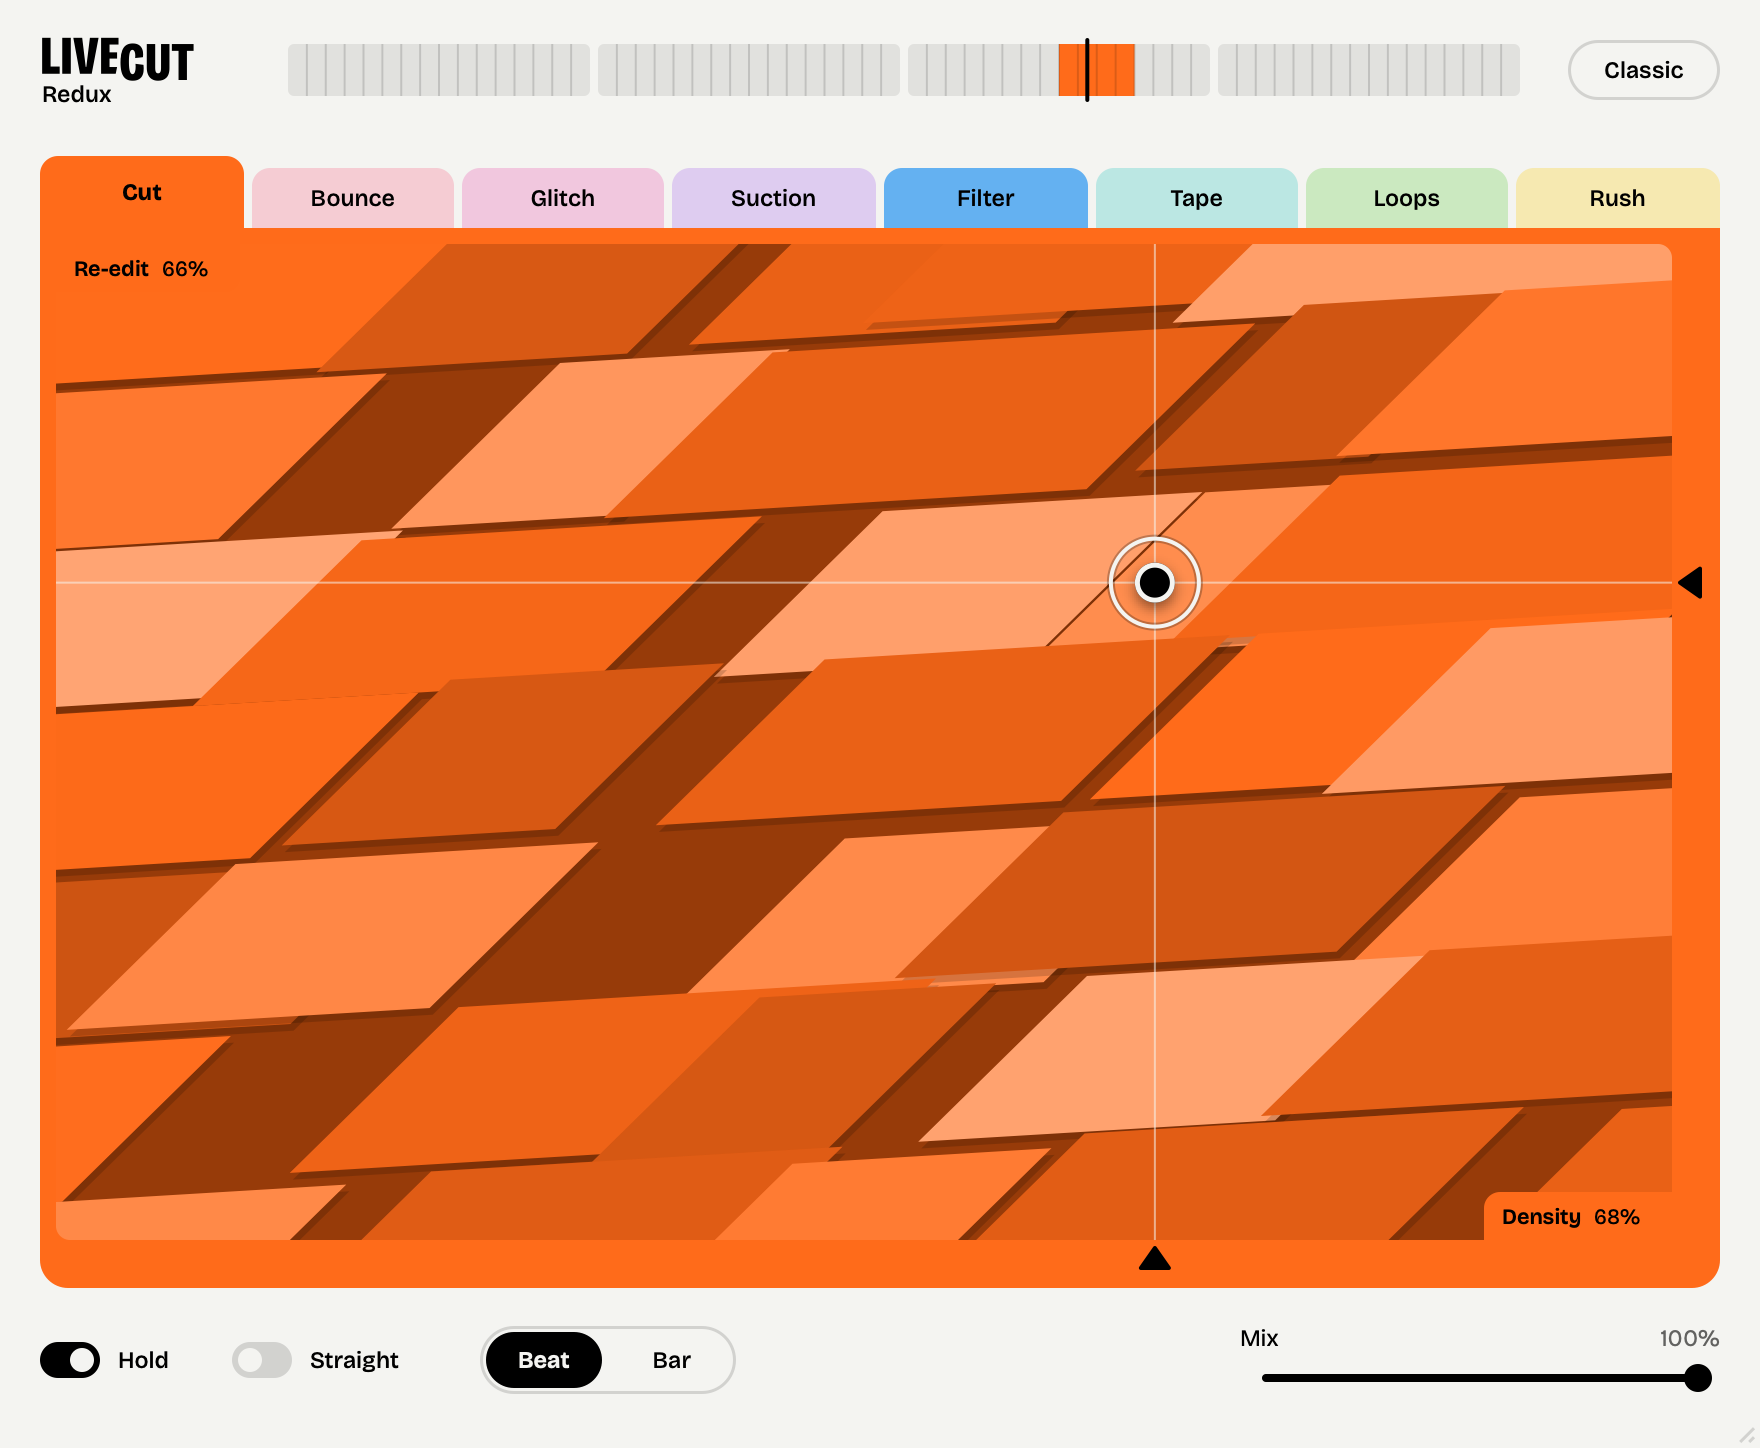 LIVECUT
Redux
Classic
Cut
Bounce
Glitch
Suction
Filter
Tape
Loops
Rush
Re-edit 66%
Density 68%
Hold
Straight
Beat
Bar
Mix
100%